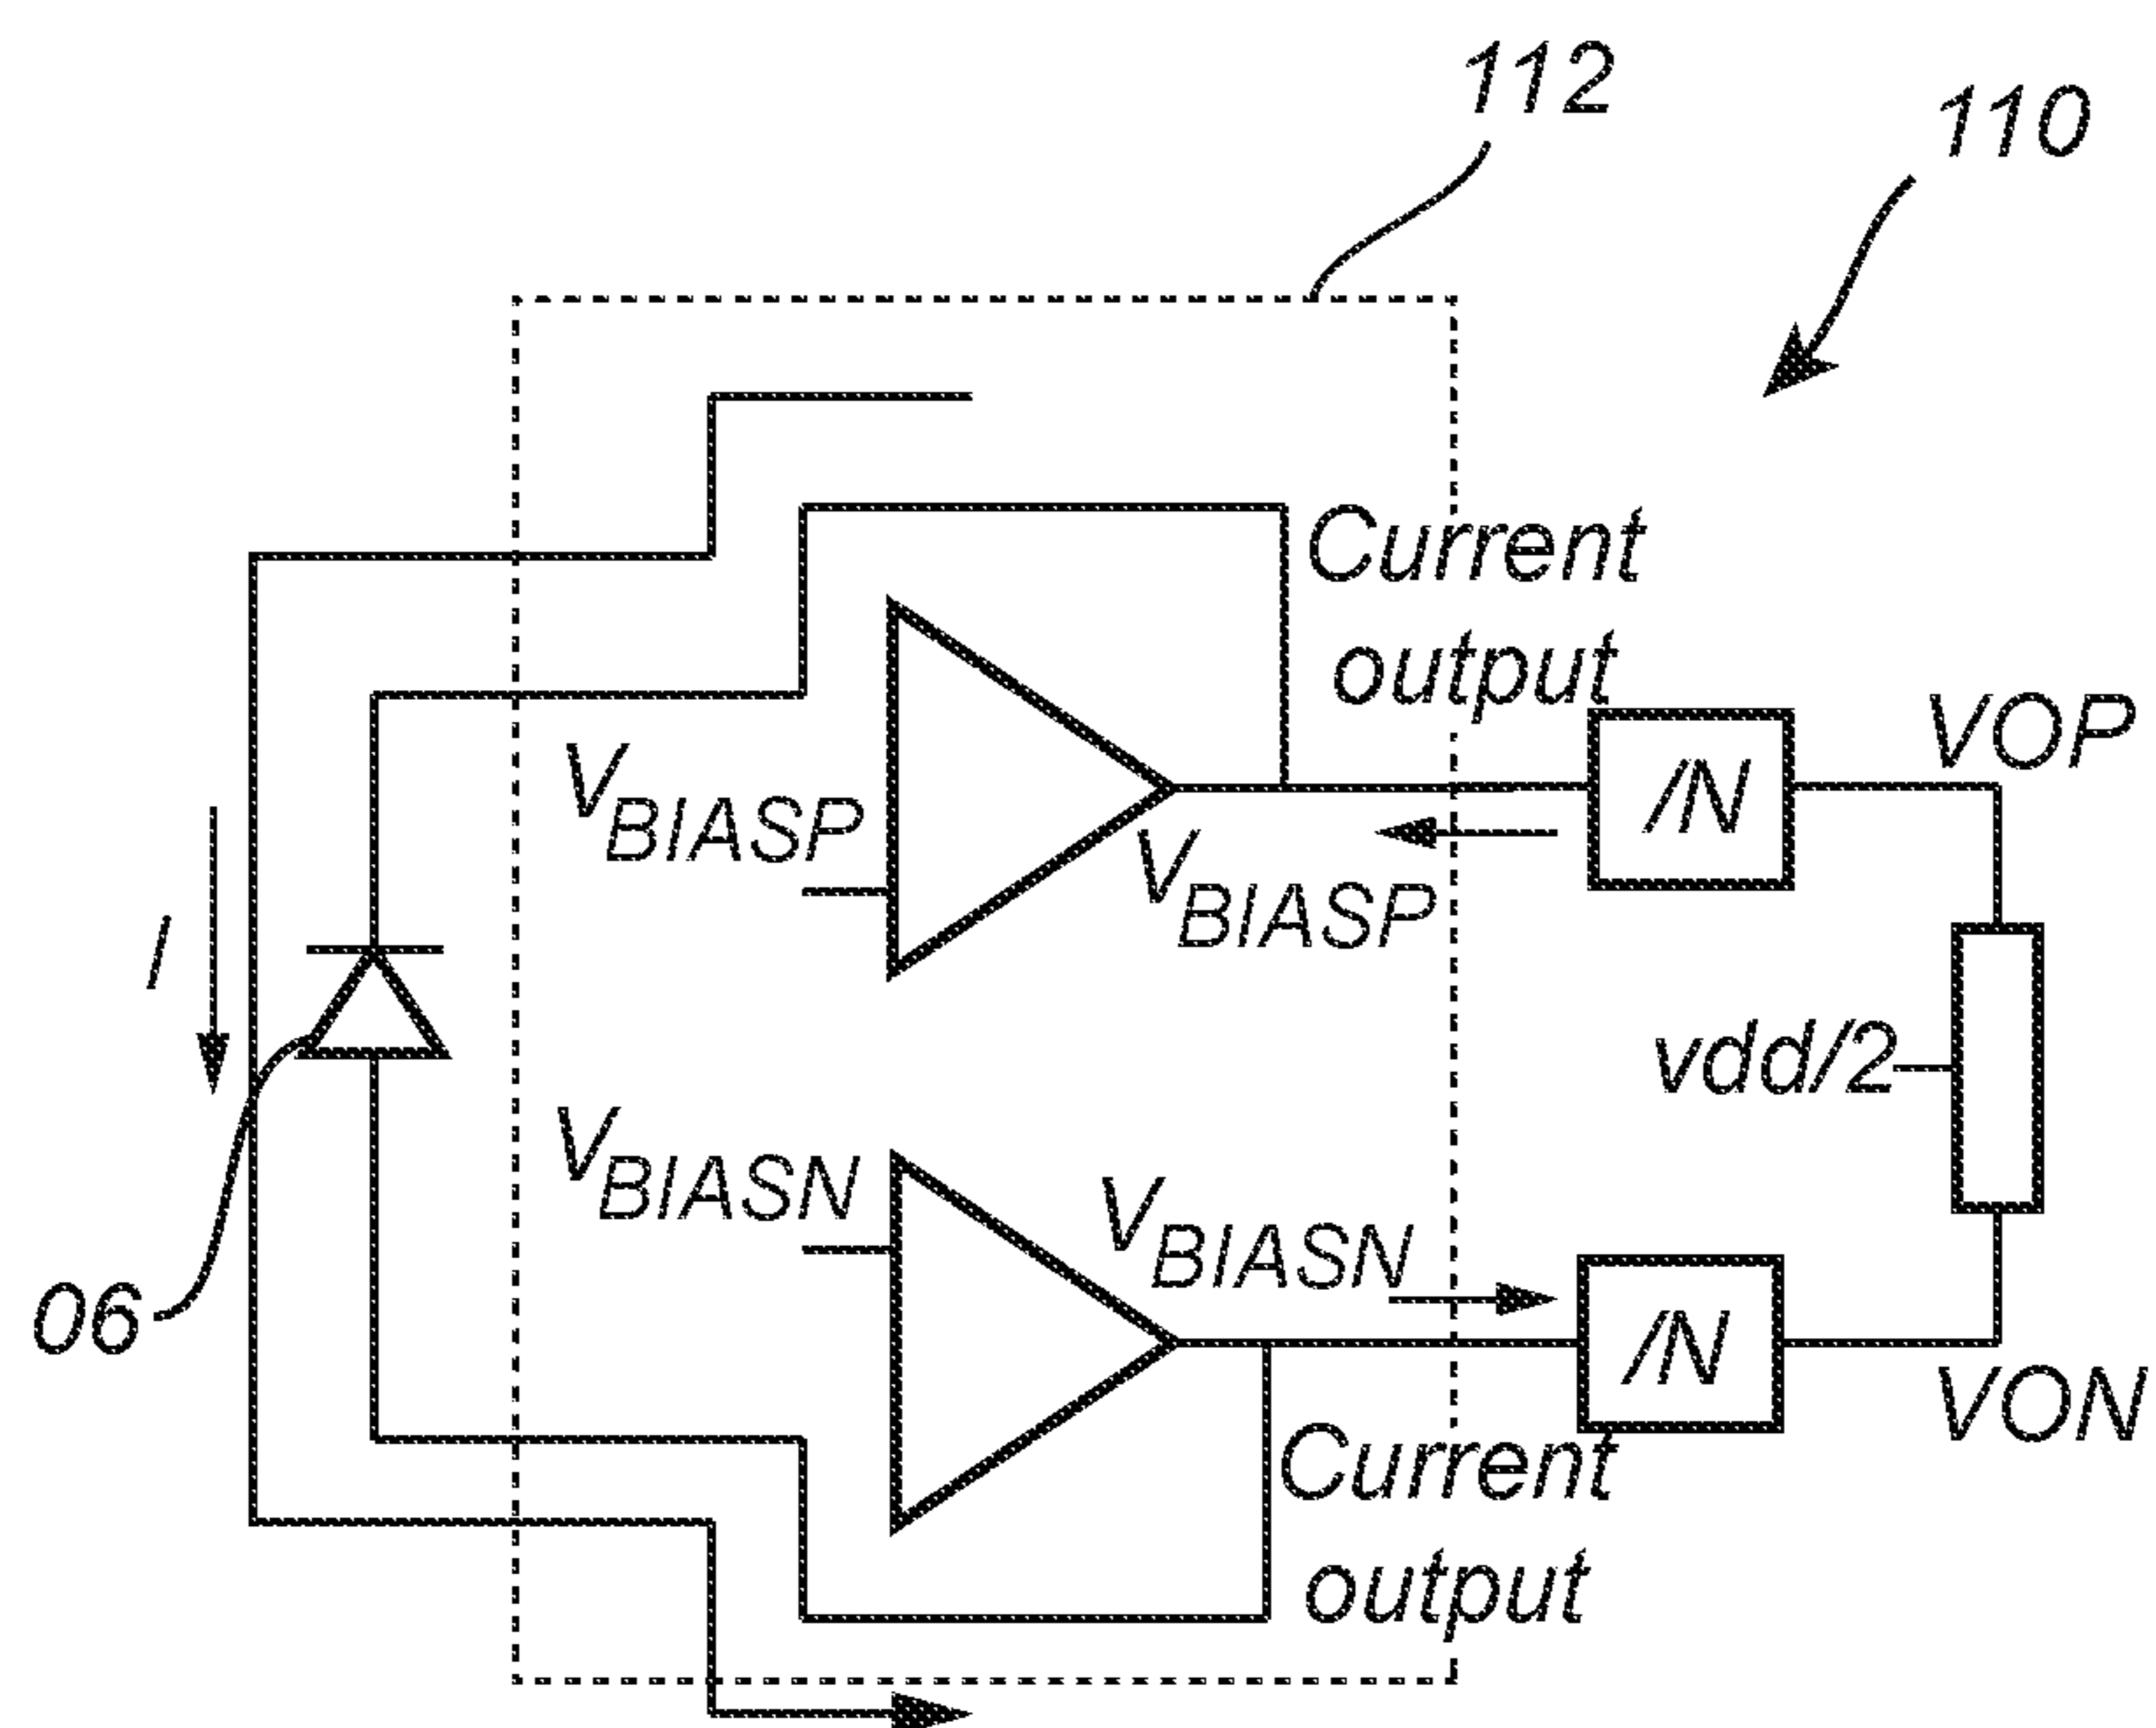 112
110
Current
output
VOP
/N
VBIASP
VBIASP
I
vdd/2
VBIASN
VBIASN
06
/N
VON
Current
output